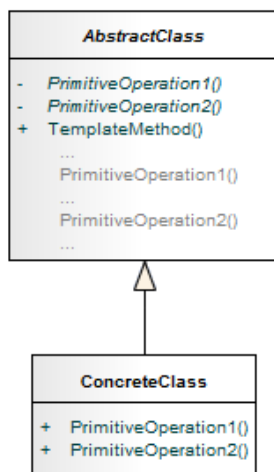 AbstractClass
- PrimitiveOperation1()
- PrimitiveOperation2()
+ TemplateMethod()
...
PrimitiveOperation1()
...
PrimitiveOperation2()
...
ConcreteClass
+ PrimitiveOperation1()
+ PrimitiveOperation2()